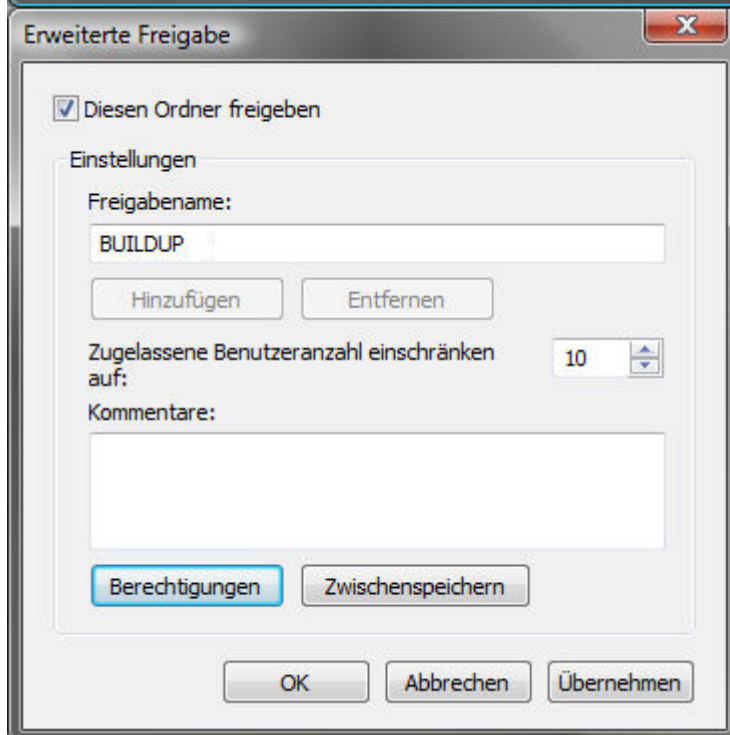 Erweiterte Freigabe
Diesen Ordner freigeben
Einstellungen
Freigabename:
BUILDUP
Hinzufügen Entfernen
Zugelassene Benutzeranzahl einschränken 10
auf:
Kommentare:
Berechtigungen Zwischenspeichern
OK Abbrechen Übernehmen